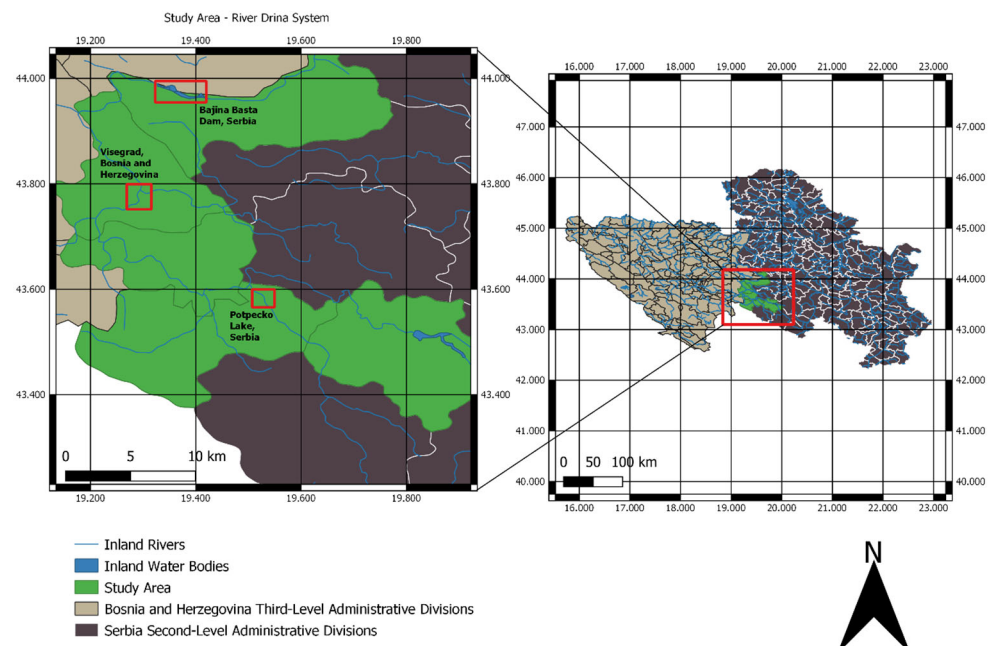 Study Area - River Drina System
19.200 19.400 19.600 19.800
44.000 44.000
43.800 43.800
43.600 43.600
43.400 43.400
19.200 19.400 19.600 19.800
Bajina Basta
Dam, Serbia
Visegrad,
Bosnia and
Herzegovina
Potpecko
Lake,
Serbia
0 5 10 km
16.000 17.000 18.000 19.000 20.000 21.000 22.000 23.000
47.000 47.000
46.000 46.000
45.000 45.000
44.000 44.000
43.000 43.000
42.000 42.000
41.000 41.000
40.000 40.000
16.000 17.000 18.000 19.000 20.000 21.000 22.000 23.000
0 50 100 km
Inland Rivers
Inland Water Bodies
Study Area
Bosnia and Herzegovina Third-Level Administrative Divisions
Serbia Second-Level Administrative Divisions
N